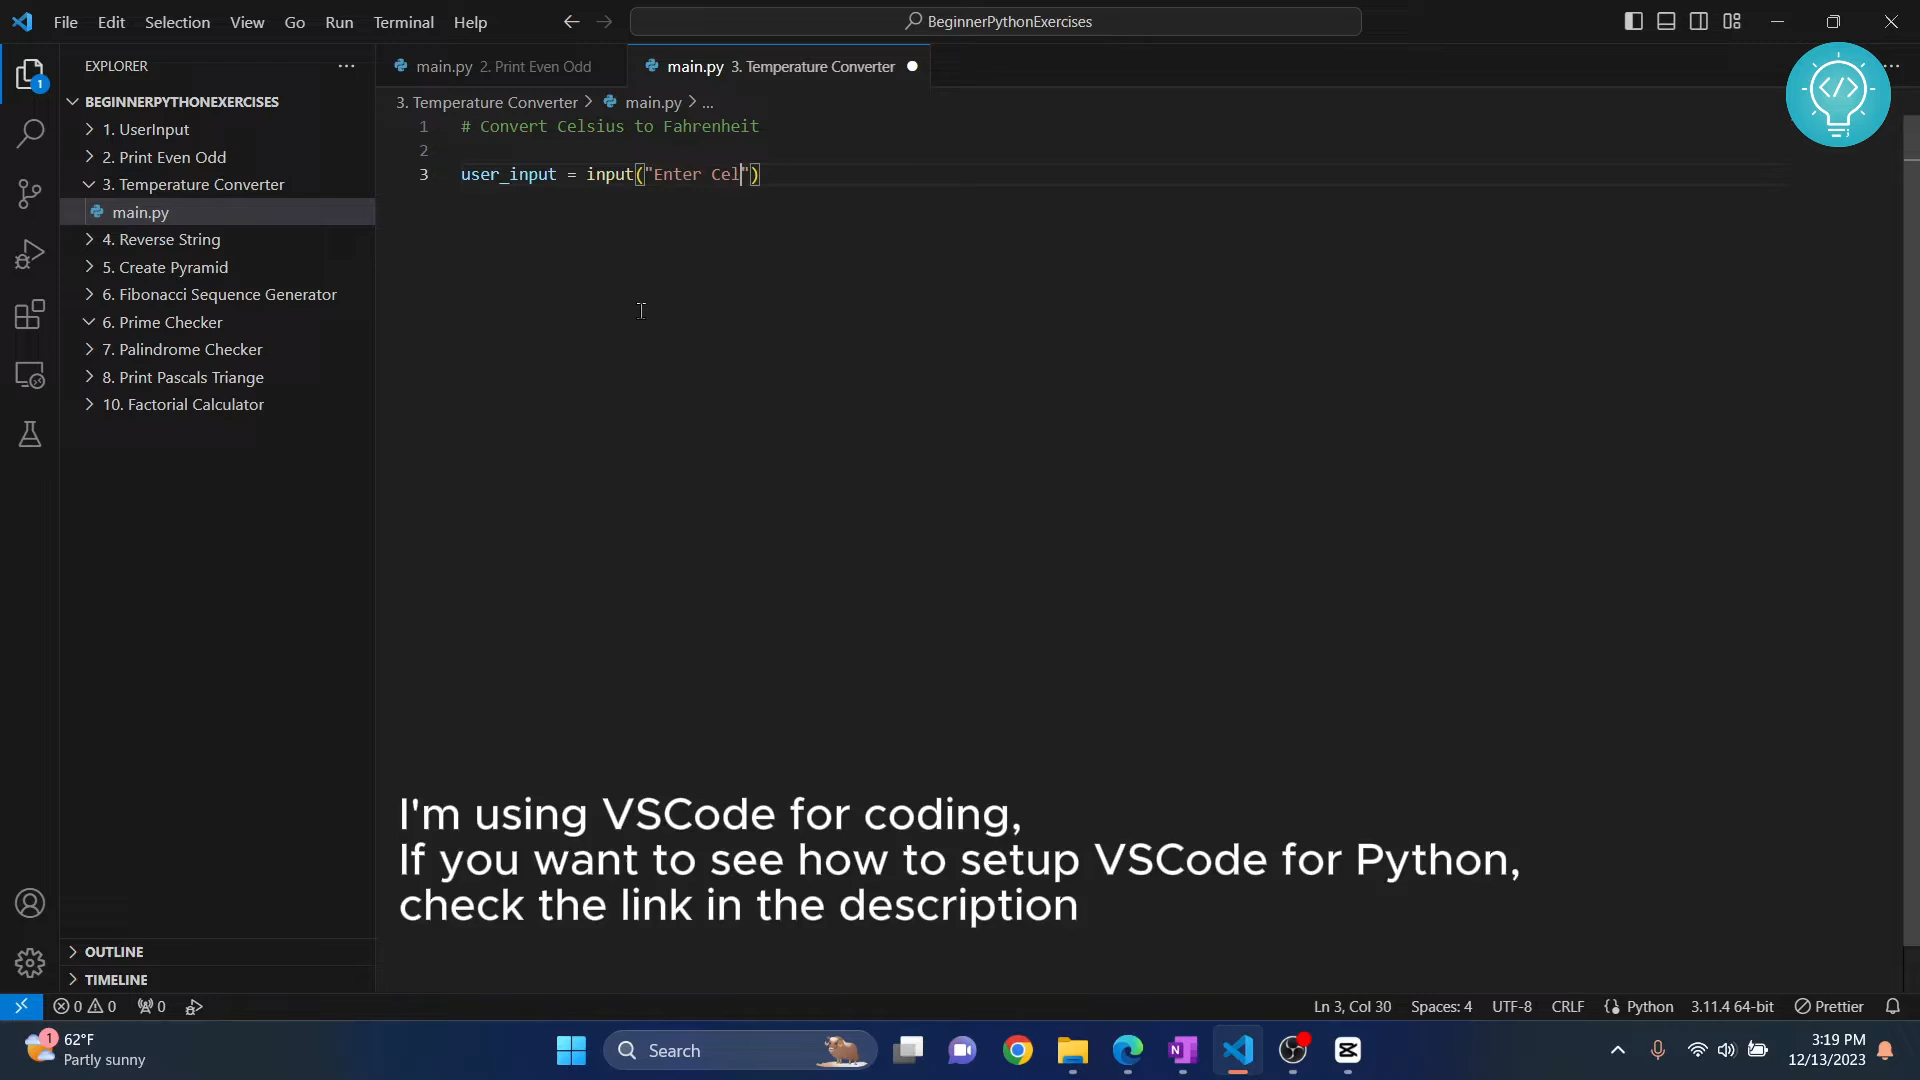 File Edit Selection View Go Run Terminal Help
BeginnerPythonExercises
EXPLORER
BEGINNERPYTHONEXERCISES
1. UserInput
2. Print Even Odd
3. Temperature Converter
main.py
4. Reverse String
5. Create Pyramid
6. Fibonacci Sequence Generator
6. Prime Checker
7. Palindrome Checker
8. Print Pascals Triange
10. Factorial Calculator
OUTLINE
TIMELINE
main.py 2. Print Even Odd
main.py 3. Temperature Converter
3. Temperature Converter > main.py > ...
1 # Convert Celsius to Fahrenheit
2
3 user_input = input("Enter Cel")
</>
I'm using VSCode for coding,
If you want to see how to setup VSCode for Python,
check the link in the description
0 0 0
Ln 3, Col 30 Spaces: 4 UTF-8 CRLF {} Python 3.11.4 64-bit Prettier
1
1
62°F
Partly sunny
Search
N
3:19 PM
12/13/2023